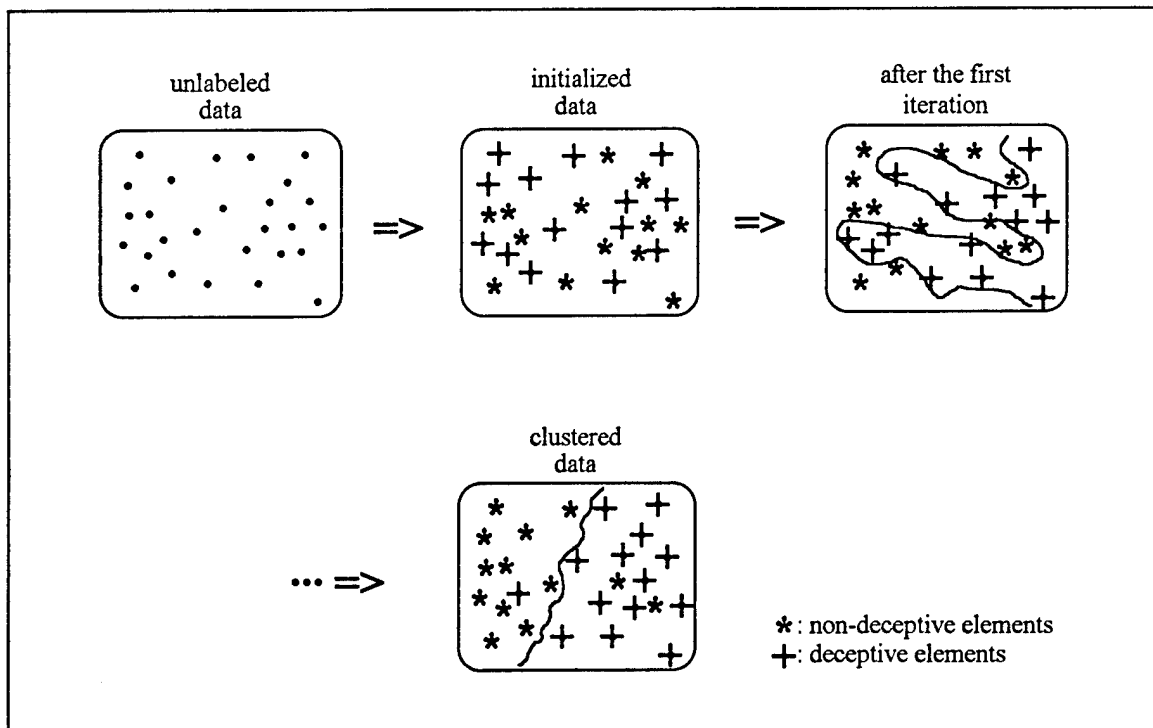 unlabeled
data
initialized
data
after the first
iteration
=>
=>
clustered
data
••• =>
*: non-deceptive elements
+: deceptive elements